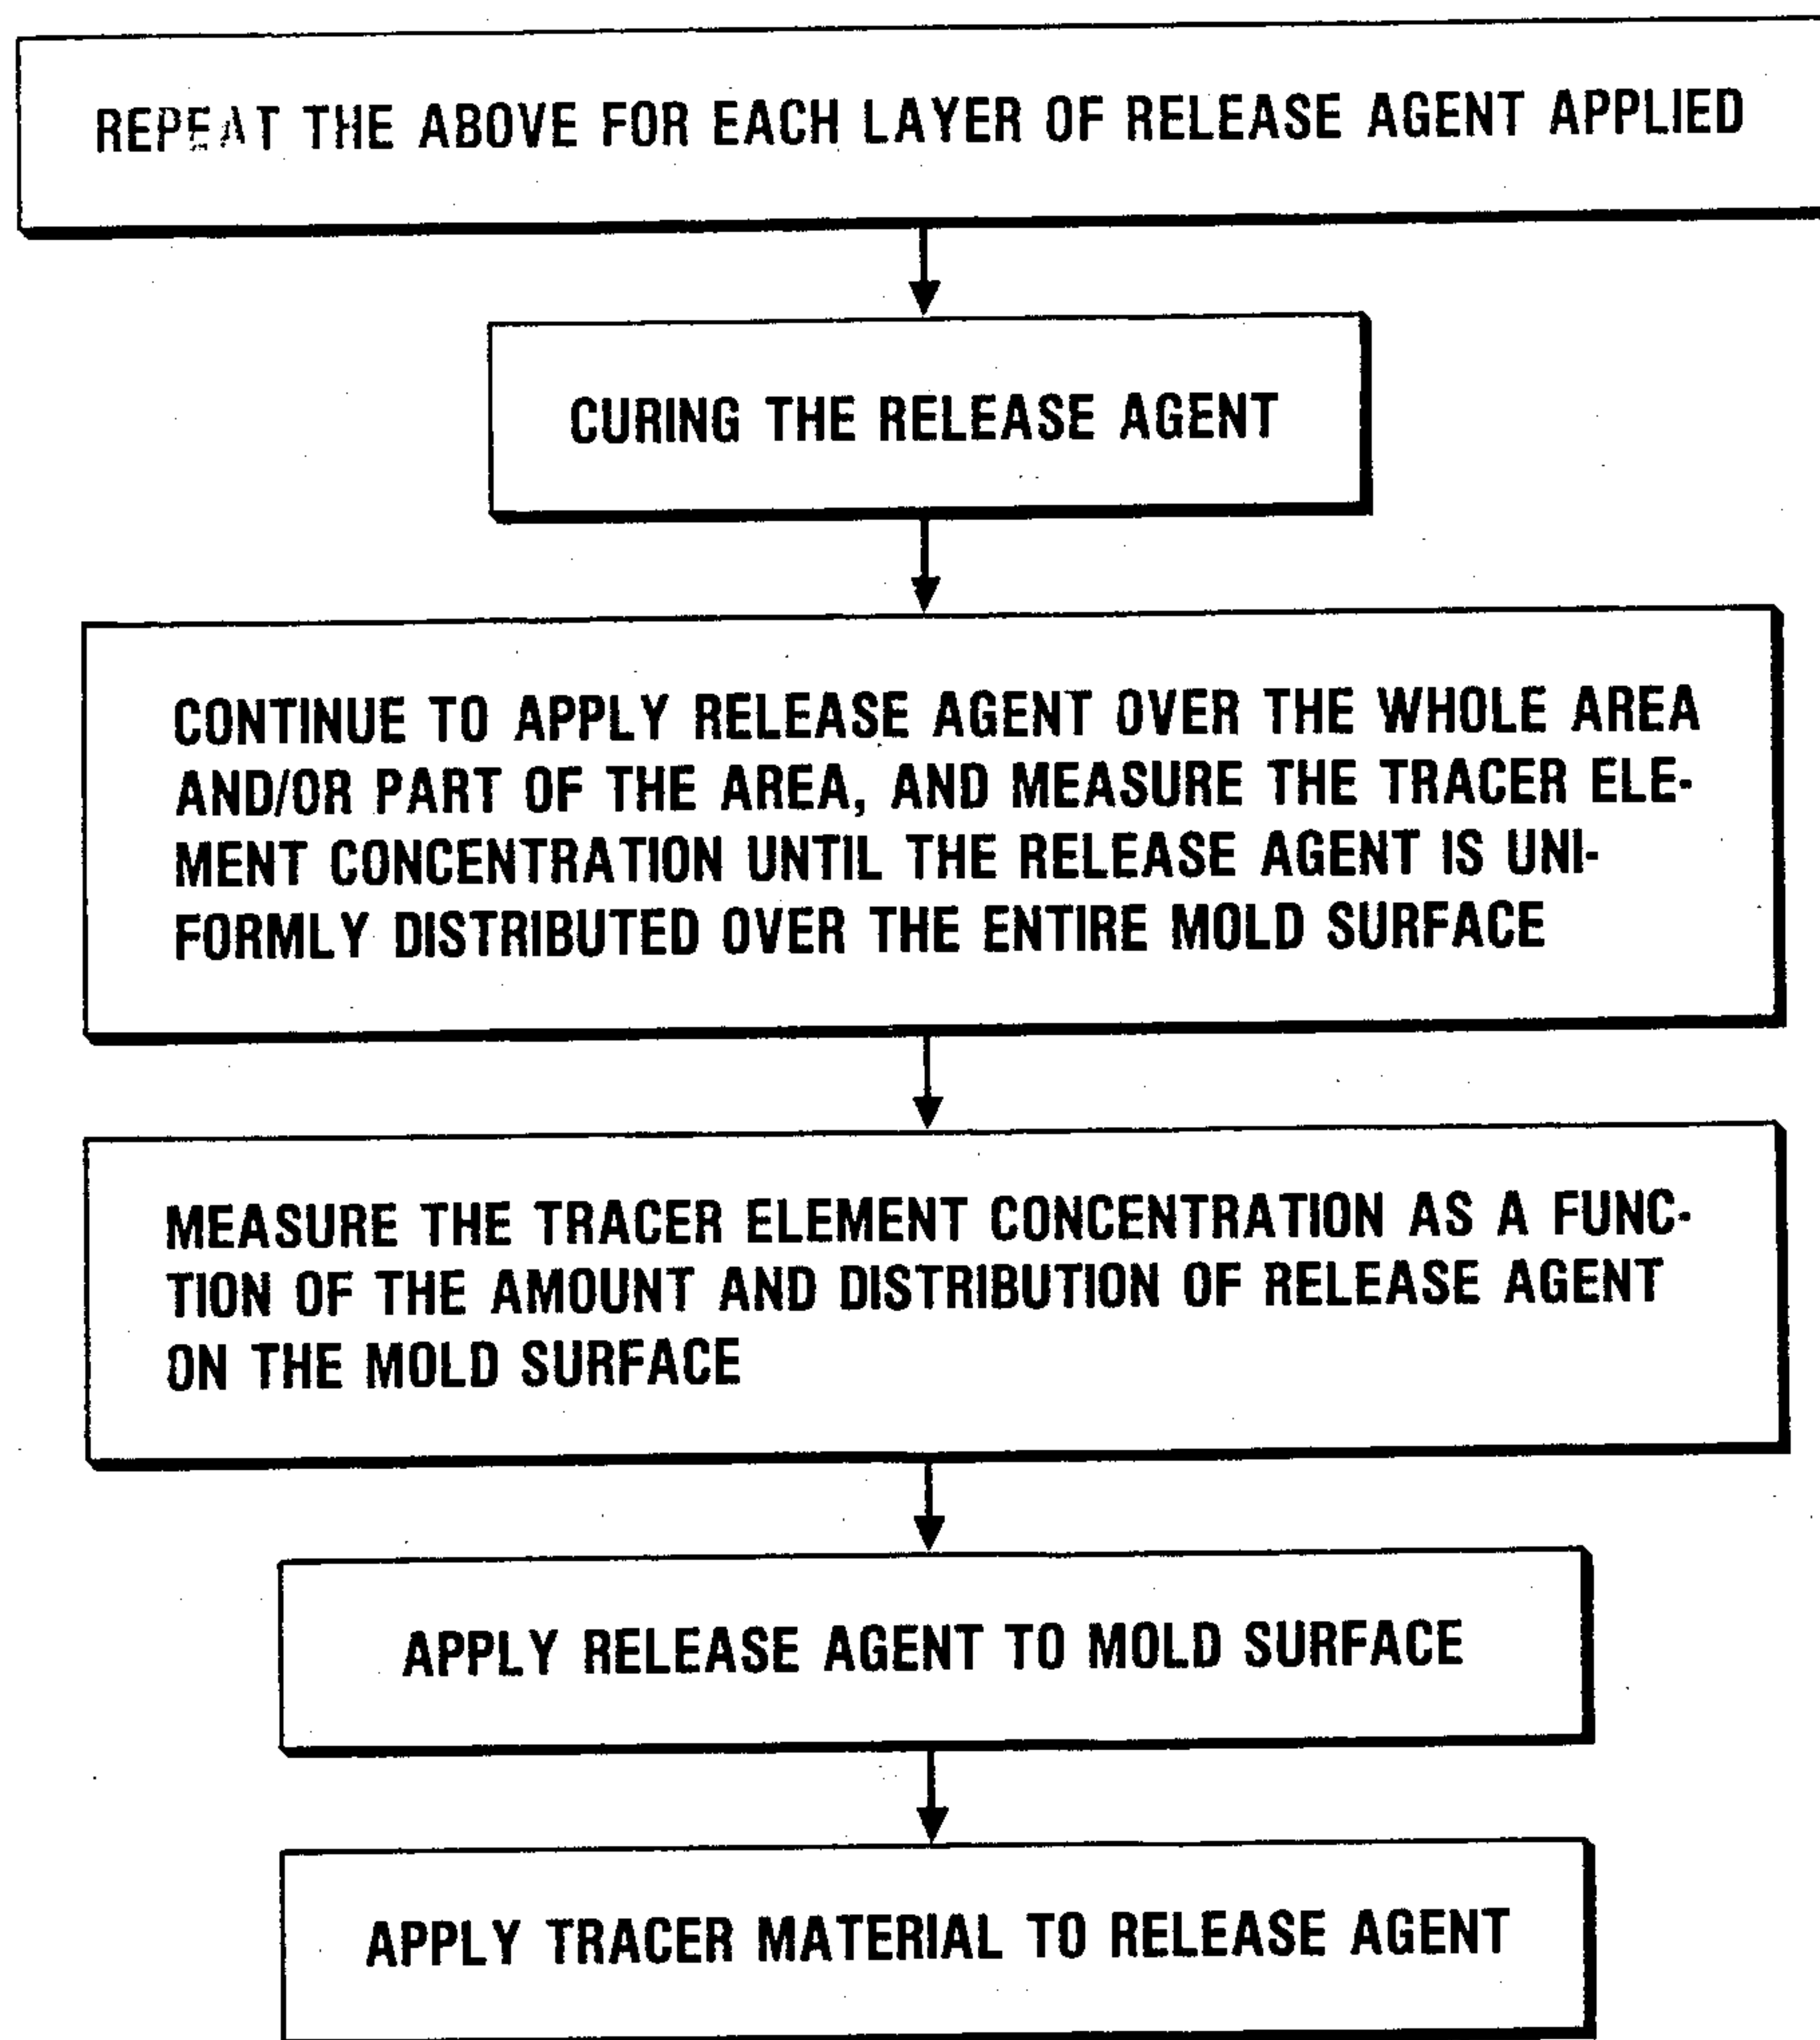 REPEAT THE ABOVE FOR EACH LAYER OF RELEASE AGENT APPLIED
CURING THE RELEASE AGENT
CONTINUE TO APPLY RELEASE AGENT OVER THE WHOLE AREA
AND/OR PART OF THE AREA, AND MEASURE THE TRACER ELE-
MENT CONCENTRATION UNTIL THE RELEASE AGENT IS UNI-
FORMLY DISTRIBUTED OVER THE ENTIRE MOLD SURFACE
MEASURE THE TRACER ELEMENT CONCENTRATION AS A FUNC-
TION OF THE AMOUNT AND DISTRIBUTION OF RELEASE AGENT
ON THE MOLD SURFACE
APPLY RELEASE AGENT TO MOLD SURFACE
APPLY TRACER MATERIAL TO RELEASE AGENT